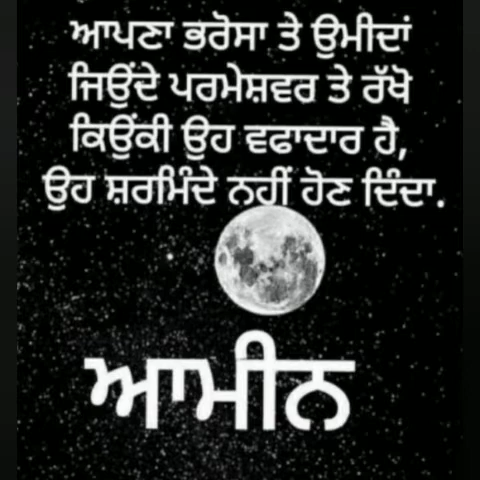 ਆਪਣਾ ਭਰੋਸਾ ਤੇ ਉਮੀਦਾਂ
ਜਿਉਂਦੇ ਪਰਮੇਸ਼ਵਰ ਤੇ ਰੱਖੋ
ਕਿਉਂਕੀ ਉਹ ਵਫਾਦਾਰ ਹੈ,
ਉਹ ਸ਼ਰਮਿੰਦੇ ਨਹੀਂ ਹੋਣ ਦਿੰਦਾ.
ਆਮੀਨ